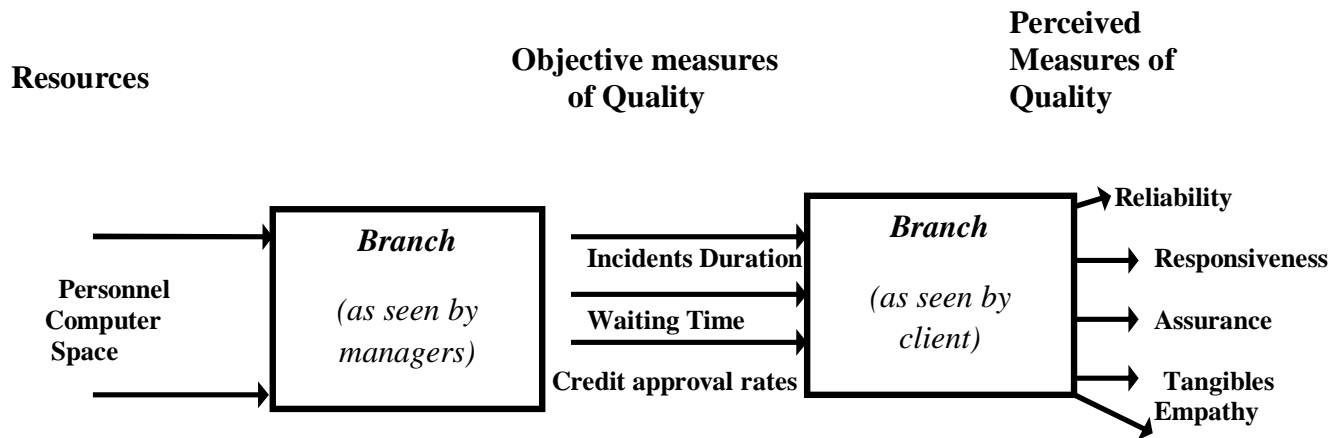 Resources
Objective measures
of Quality
Perceived
Measures of
Quality
Personnel
Computer
Space
Branch
(as seen by
managers)
Incidents Duration
Waiting Time
Credit approval rates
Branch
(as seen by
client)
Reliability
Responsiveness
Assurance
Tangibles
Empathy